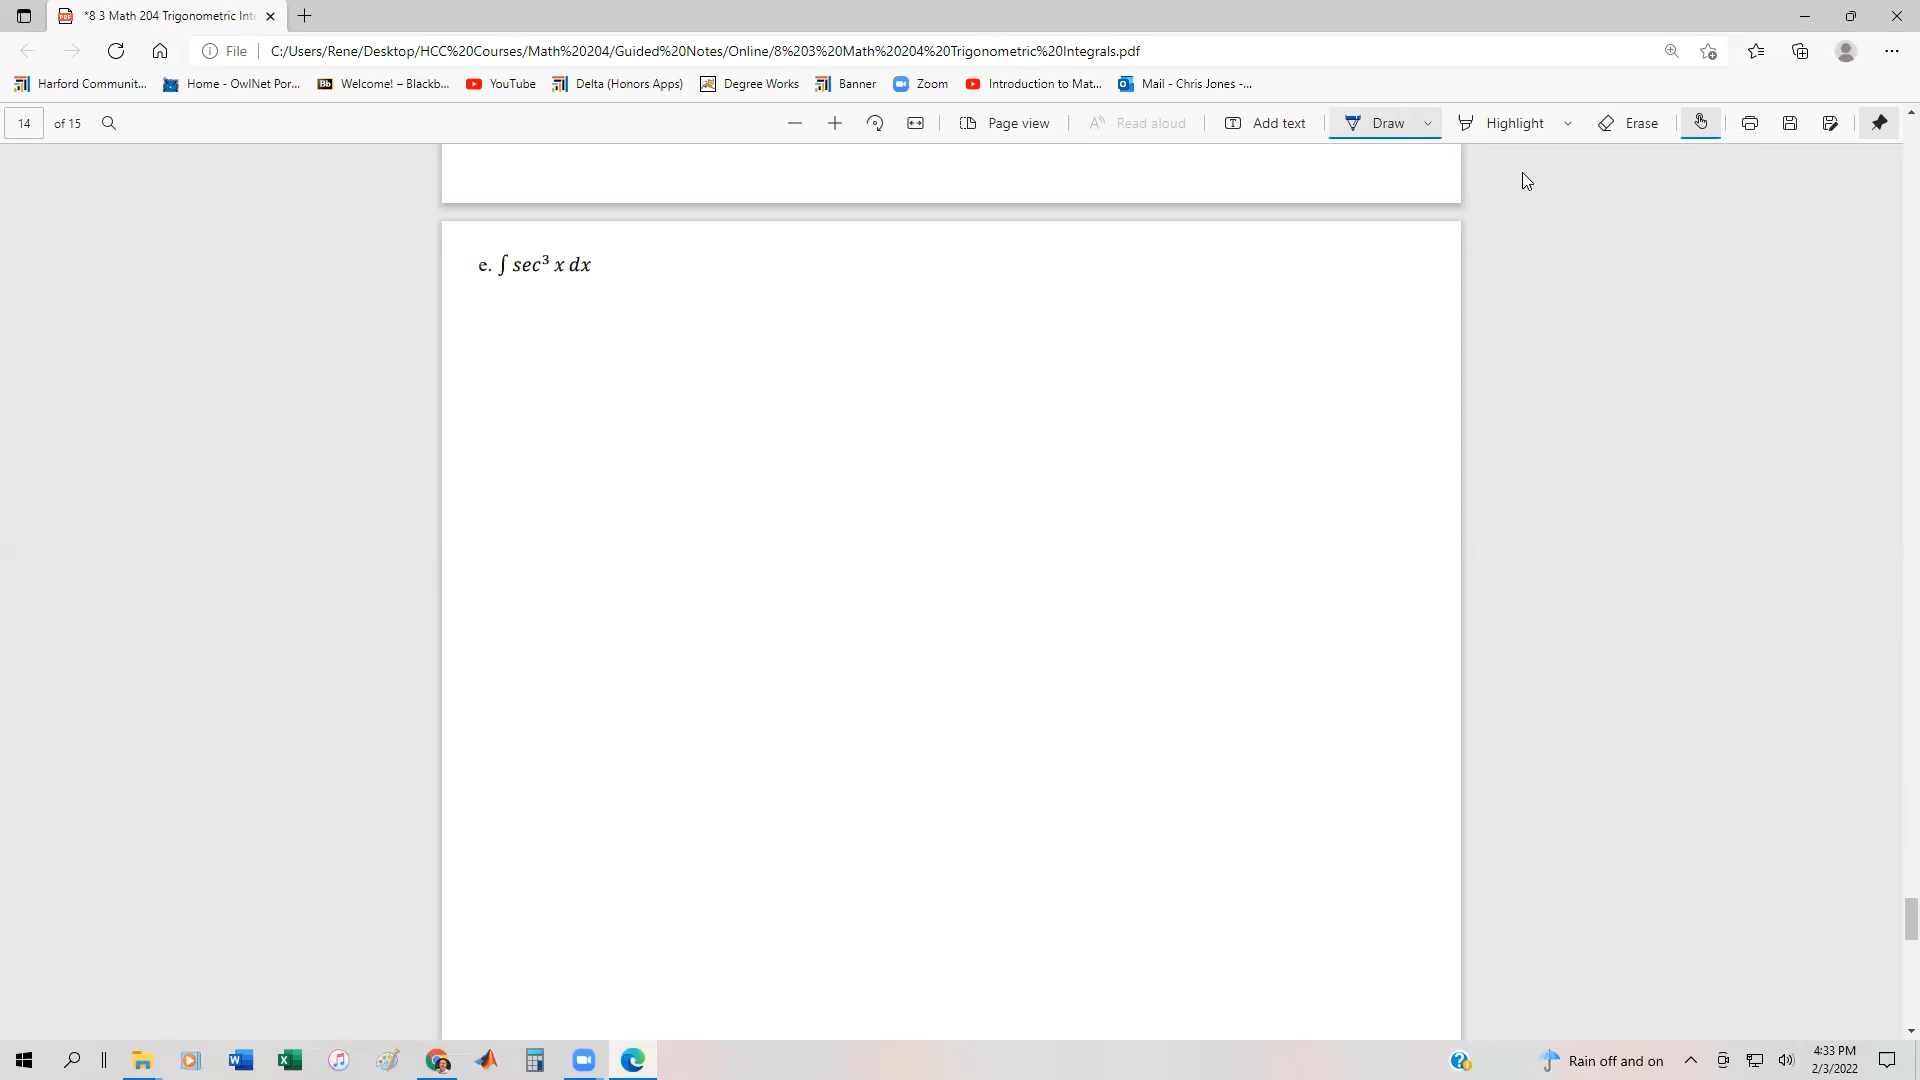 *8 3 Math 204 Trigonometric Inte
File
C:/Users/Rene/Desktop/HCC%20Courses/Math%20204/Guided%20Notes/Online/8%203%20Math%20204%20Trigonometric%20Integrals.pdf
Harford Communit... Home - OwlNet Por... Bb Welcome! – Blackb... YouTube Delta (Honors Apps) Degree Works Banner Zoom Introduction to Mat... Mail - Chris Jones -...
14 of 15 Page view Read aloud Add text Draw Highlight Erase
e. ∫ sec³ x dx
Rain off and on
4:33 PM
2/3/2022